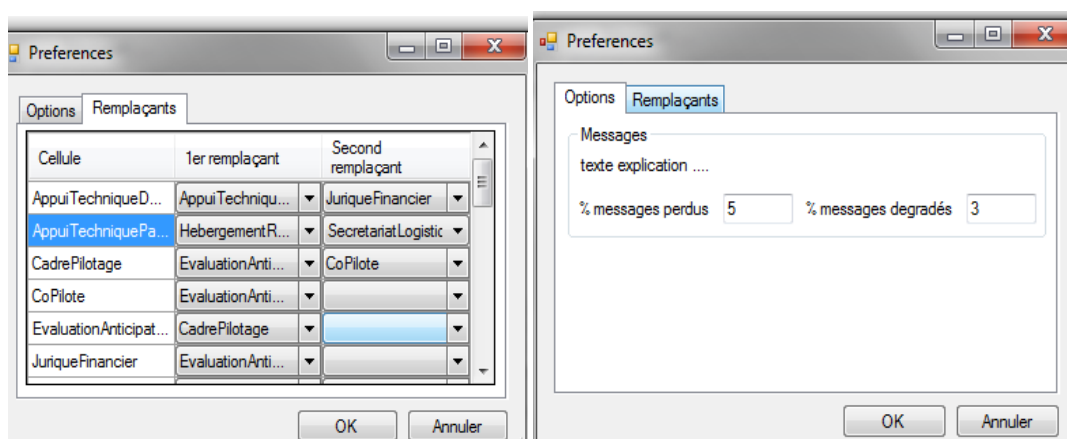 Preferences
Options Remplaçants
Cellule 1er remplaçant Second remplaçant
AppuiTechniqueD... AppuiTechniqu... JuriqueFinancier
AppuiTechniquePa... HebergementR... SecretariatLogistic
CadrePilotage EvaluationAnti... CoPilote
CoPilote EvaluationAnti...
EvaluationAnticipat... CadrePilotage
JuriqueFinancier EvaluationAnti...
OK Annuler
Preferences
Options Remplaçants
Messages
texte explication ....
% messages perdus 5 % messages degradés 3
OK Annuler